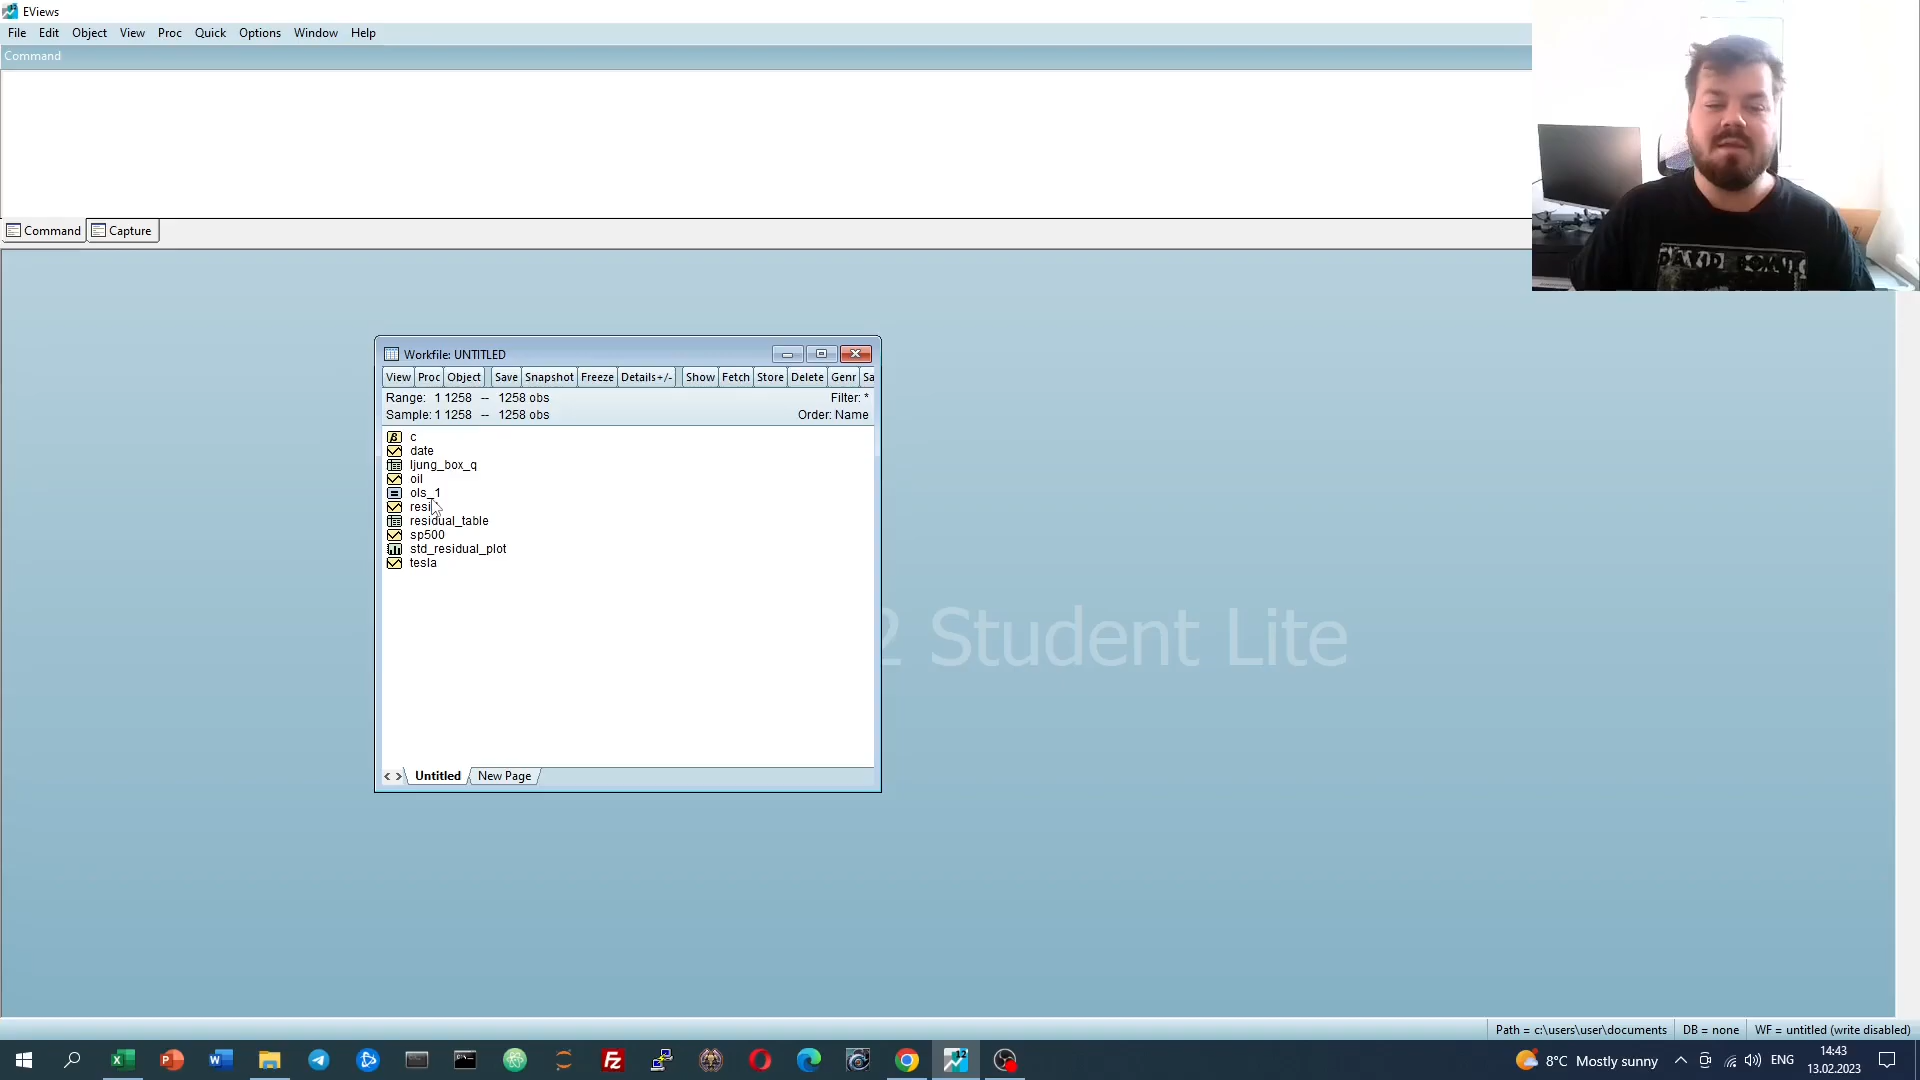 EViews
File Edit Object View Proc Quick Options Window Help
Command
Command Capture
Workfile: UNTITLED
View Proc Object Save Snapshot Freeze Details+/- Show Fetch Store Delete Genr Sa
Range: 1 1258 -- 1258 obs Filter: *
Sample: 1 1258 -- 1258 obs Order: Name
c
date
ljung_box_q
oil
ols_1
residual_table
sp500
std_residual_plot
tesla
2 Student Lite
< > Untitled New Page
Path = c:\users\user\documents DB = none WF = untitled (write disabled)
8°C Mostly sunny ENG
14:43
13.02.2023